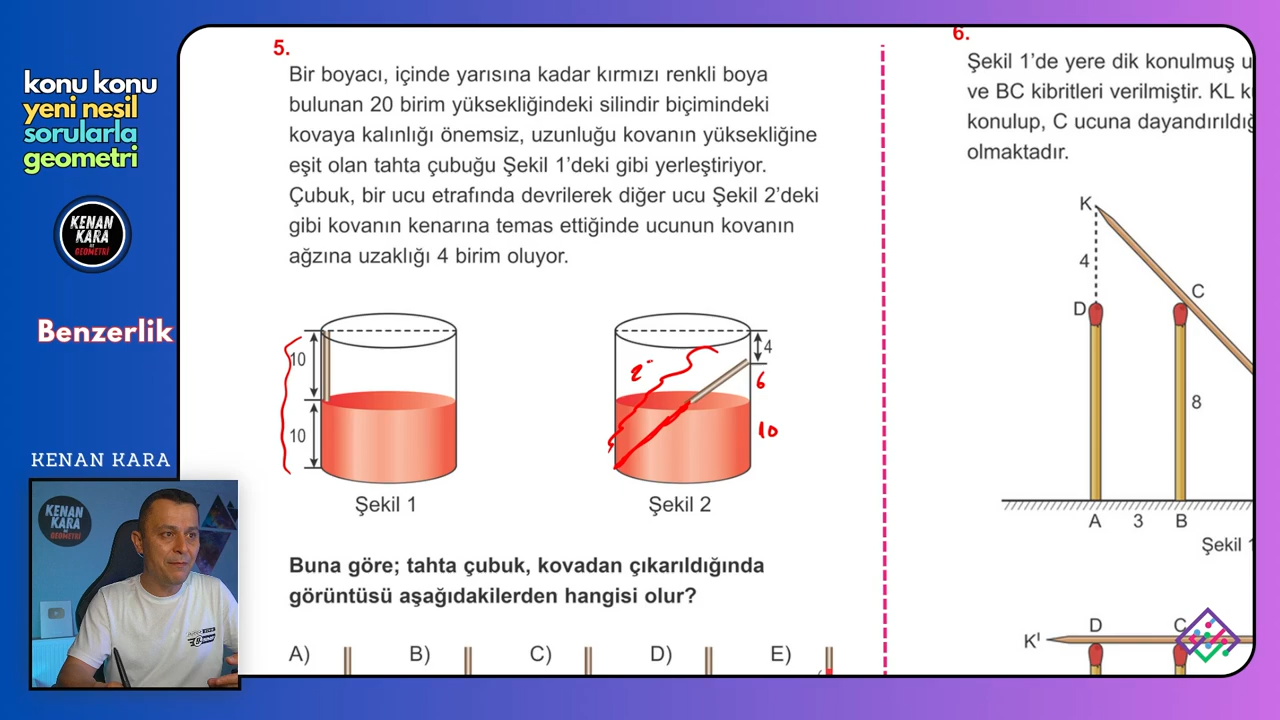 konu konu
yeni nesil
sorularla
geometri
KENAN
KARA
ile
GEOMETRİ
Benzerlik
KENAN KARA
KENAN
KARA
GEOMETRİ
5.
Bir boyacı, içinde yarısına kadar kırmızı renkli boya
bulunan 20 birim yüksekliğindeki silindir biçimindeki
kovaya kalınlığı önemsiz, uzunluğu kovanın yüksekliğine
eşit olan tahta çubuğu Şekil 1’deki gibi yerleştiriyor.
Çubuk, bir ucu etrafında devrilerek diğer ucu Şekil 2’deki
gibi kovanın kenarına temas ettiğinde ucunun kovanın
ağzına uzaklığı 4 birim oluyor.
10
10
Şekil 1
4
6
10
Şekil 2
Buna göre; tahta çubuk, kovadan çıkarıldığında
görüntüsü aşağıdakilerden hangisi olur?
A) B) C) D) E)
6.
Şekil 1’de yere dik konulmuş
ve BC kibritleri verilmiştir. KL
konulup, C ucuna
olmaktadır.
K
4
D
C
8
A 3 B
Şekil 1
K' D C